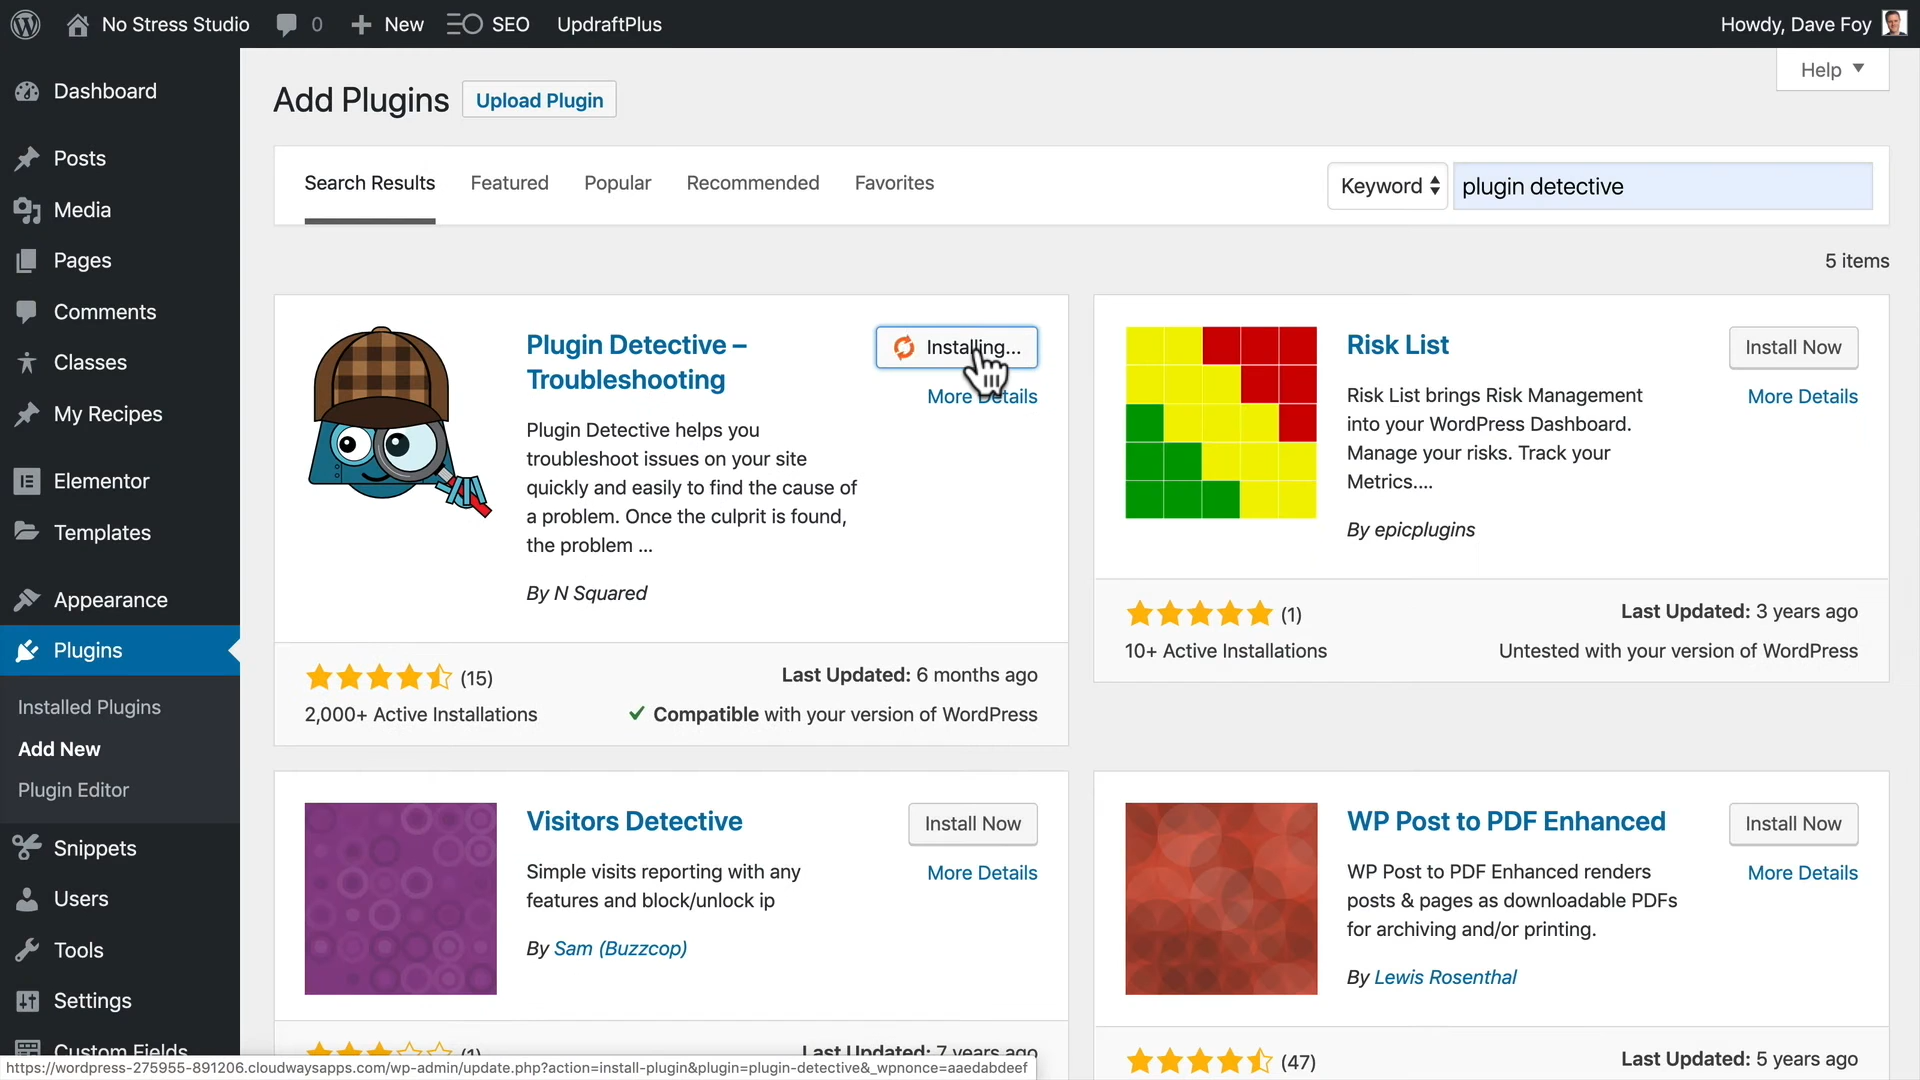 No Stress Studio 0 New SEO UpdraftPlus Howdy, Dave Foy
Help
Dashboard
Posts
Media
Pages
Comments
Classes
My Recipes
Elementor
Templates
Appearance
Plugins
Installed Plugins
Add New
Plugin Editor
Snippets
Users
Tools
Settings
Custom Fields
Add Plugins Upload Plugin
Search Results Featured Popular Recommended Favorites Keyword plugin detective
5 items
Plugin Detective –
Troubleshooting
Installing...
More Details
Plugin Detective helps you
troubleshoot issues on your site
quickly and easily to find the cause of
a problem. Once the culprit is found,
the problem ...
By N Squared
(15)
Last Updated: 6 months ago
2,000+ Active Installations
Compatible with your version of WordPress
Risk List
Install Now
More Details
Risk List brings Risk Management
into your WordPress Dashboard.
Manage your risks. Track your
Metrics....
By epicplugins
(1)
Last Updated: 3 years ago
10+ Active Installations
Untested with your version of WordPress
Visitors Detective
Install Now
More Details
Simple visits reporting with any
features and block/unlock ip
By Sam (Buzzcop)
(1)
Last Updated: 7 years ago
WP Post to PDF Enhanced
Install Now
More Details
WP Post to PDF Enhanced renders
posts & pages as downloadable PDFs
for archiving and/or printing.
By Lewis Rosenthal
(47)
Last Updated: 5 years ago
https://wordpress-275955-891206.cloudwaysapps.com/wp-admin/update.php?action=install-plugin&plugin=plugin-detective&_wpnonce=aaedabdeef